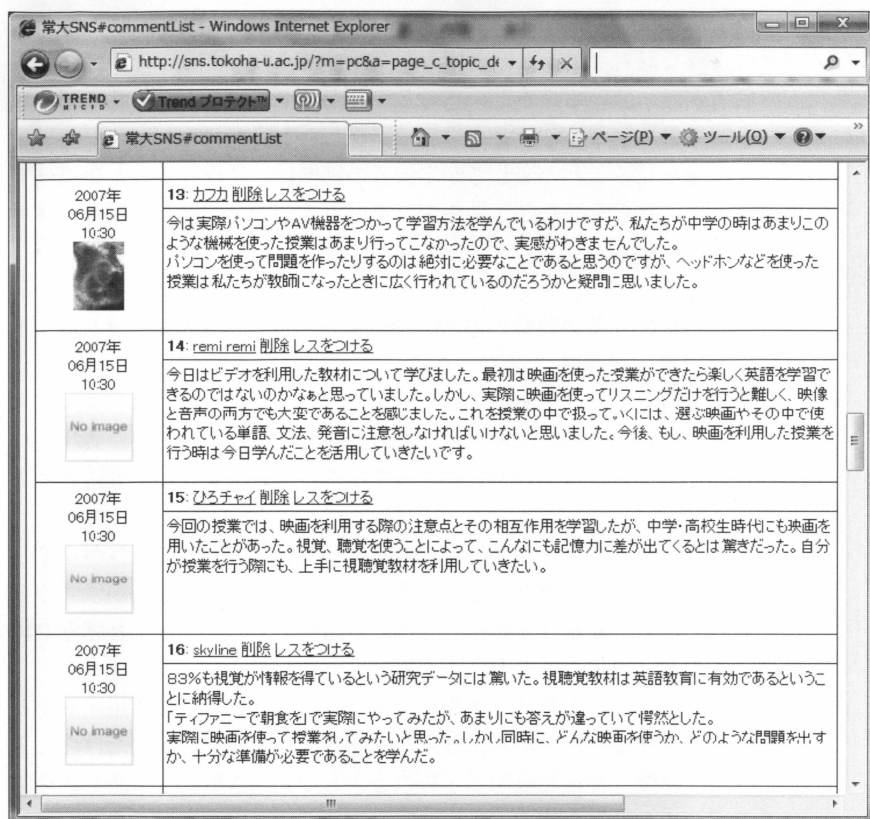 常大SNS#commentList - Windows Internet Explorer
http://sns.tokoha-u.ac.jp/?m=pc&a=page_c_topic_de
TREND MICRO Trend プロテクト™
常大SNS#commentList ページ(P) ツール(O)
2007年
06月15日
10:30
13: カフカ 削除 レスをつける
今は実際パソコンやAV機器をつかって学習方法を学んでいるわけですが、私たちが中学の時はあまりこの
ような機械を使った授業はあまり行ってこなかったので、実感がわきませんでした。
パソコンを使って問題を作ったりするのは絶対に必要なことであると思うのですが、ヘッドホンなどを使った
授業は私たちが教師になったときに広く行われているのだろうかと疑問に思いました。
2007年
06月15日
10:30
No image
14: remi remi 削除 レスをつける
今日はビデオを利用した教材について学びました。最初は映画を使った授業ができたら楽しく英語を学習で
きるのではないのかなぁと思っていました。しかし、実際に映画を使ってリスニングだけを行うと難しく、映像
と音声の両方でも大変であることを感じました。これを授業の中で扱っていくには、選ぶ映画やその中で使
われている単語、文法、発音に注意をしなければいけないと思いました。今後、もし、映画を利用した授業を
行う時は今日学んだことを活用していきたいです。
2007年
06月15日
10:30
No image
15: ひろチャイ 削除 レスをつける
今回の授業では、映画を利用する際の注意点とその相互作用を学習したが、中学・高校生時代にも映画を
用いたことがあった。視覚、聴覚を使うことによって、こんなにも記憶力に差が出てくるとは驚きだった。自分
が授業を行う際にも、上手に視聴覚教材を利用していきたい。
2007年
06月15日
10:30
No image
16: skyline 削除 レスをつける
83%も視覚が情報を得ているという研究データには驚いた。視聴覚教材は英語教育に有効であるというこ
とに納得した。
「ティファニーで朝食を」で実際にやってみたが、あまりにも答えが違っていて愕然とした。
実際に映画を使って授業をしてみたいと思った。しかし同時に、どんな映画を使うか、どのような問題を出す
か、十分な準備が必要であることを学んだ。